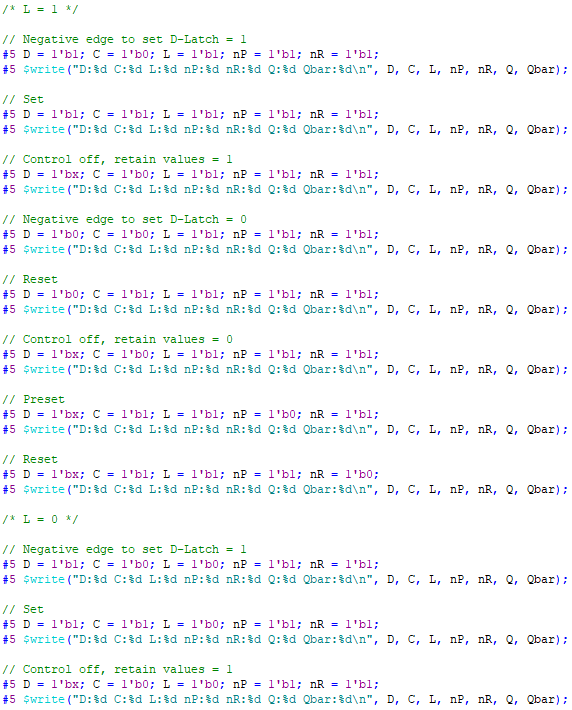 /* L = 1 */
// Negative edge to set D-Latch = 1
#5 D = 1'b1; C = 1'b0; L = 1'b1; nP = 1'b1; nR = 1'b1;
#5 $write("D:%d C:%d L:%d nP:%d nR:%d Q:%d Qbar:%d\n", D, C, L, nP, nR, Q, Qbar);
// Set
#5 D = 1'b1; C = 1'b1; L = 1'b1; nP = 1'b1; nR = 1'b1;
#5 $write("D:%d C:%d L:%d nP:%d nR:%d Q:%d Qbar:%d\n", D, C, L, nP, nR, Q, Qbar);
// Control off, retain values = 1
#5 D = 1'bx; C = 1'b0; L = 1'b1; nP = 1'b1; nR = 1'b1;
#5 $write("D:%d C:%d L:%d nP:%d nR:%d Q:%d Qbar:%d\n", D, C, L, nP, nR, Q, Qbar);
// Negative edge to set D-Latch = 0
#5 D = 1'b0; C = 1'b0; L = 1'b1; nP = 1'b1; nR = 1'b1;
#5 $write("D:%d C:%d L:%d nP:%d nR:%d Q:%d Qbar:%d\n", D, C, L, nP, nR, Q, Qbar);
// Reset
#5 D = 1'b0; C = 1'b1; L = 1'b1; nP = 1'b1; nR = 1'b1;
#5 $write("D:%d C:%d L:%d nP:%d nR:%d Q:%d Qbar:%d\n", D, C, L, nP, nR, Q, Qbar);
// Control off, retain values = 0
#5 D = 1'bx; C = 1'b0; L = 1'b1; nP = 1'b1; nR = 1'b1;
#5 $write("D:%d C:%d L:%d nP:%d nR:%d Q:%d Qbar:%d\n", D, C, L, nP, nR, Q, Qbar);
// Preset
#5 D = 1'bx; C = 1'b1; L = 1'b1; nP = 1'b0; nR = 1'b1;
#5 $write("D:%d C:%d L:%d nP:%d nR:%d Q:%d Qbar:%d\n", D, C, L, nP, nR, Q, Qbar);
// Reset
#5 D = 1'bx; C = 1'b1; L = 1'b1; nP = 1'b1; nR = 1'b0;
#5 $write("D:%d C:%d L:%d nP:%d nR:%d Q:%d Qbar:%d\n", D, C, L, nP, nR, Q, Qbar);
/* L = 0 */
// Negative edge to set D-Latch = 1
#5 D = 1'b1; C = 1'b0; L = 1'b1; nP = 1'b1; nR = 1'b1;
#5 $write("D:%d C:%d L:%d nP:%d nR:%d Q:%d Qbar:%d\n", D, C, L, nP, nR, Q, Qbar);
// Set
#5 D = 1'b1; C = 1'b1; L = 1'b0; nP = 1'b1; nR = 1'b1;
#5 $write("D:%d C:%d L:%d nP:%d nR:%d Q:%d Qbar:%d\n", D, C, L, nP, nR, Q, Qbar);
// Control off, retain values = 1
#5 D = 1'bx; C = 1'b0; L = 1'b0; nP = 1'b1; nR = 1'b1;
#5 $write("D:%d C:%d L:%d nP:%d nR:%d Q:%d Qbar:%d\n", D, C, L, nP, nR, Q, Qbar);